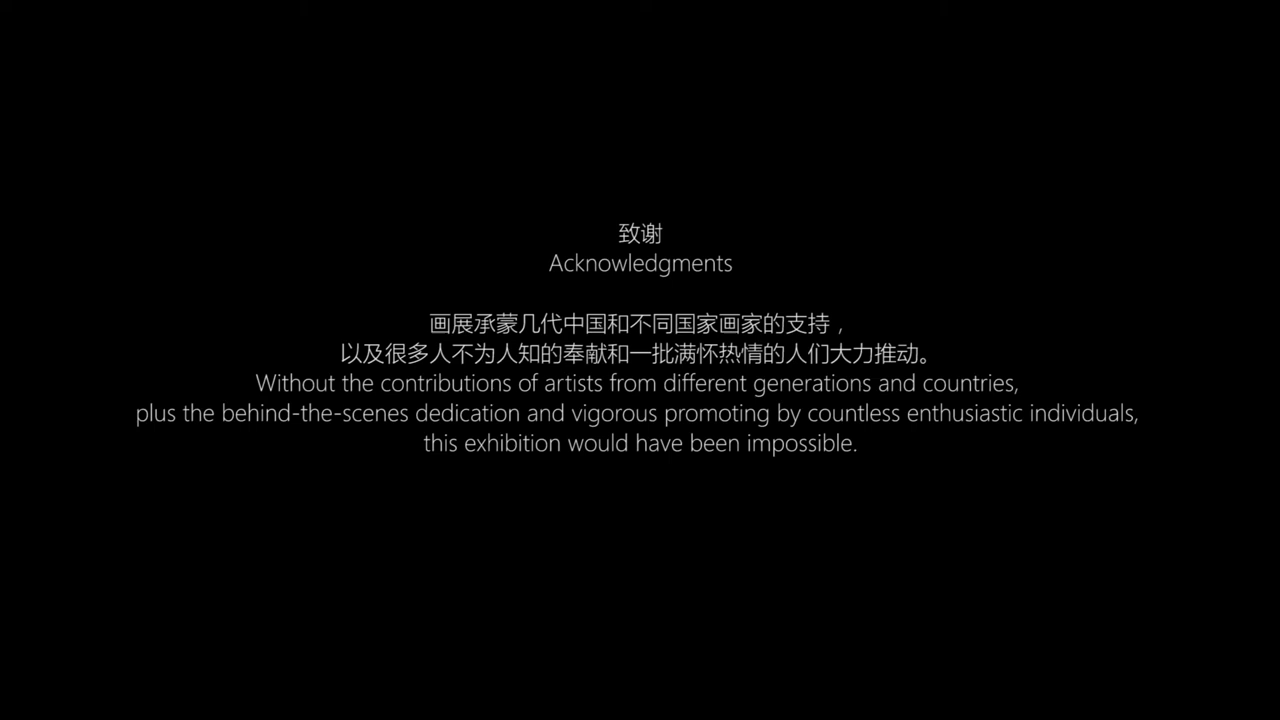 致谢
Acknowledgments
画展承蒙几代中国和不同国家画家的支持，
以及很多人不为人知的奉献和一批满怀热情的人们大力推动。
Without the contributions of artists from different generations and countries,
plus the behind-the-scenes dedication and vigorous promoting by countless enthusiastic individuals,
this exhibition would have been impossible.